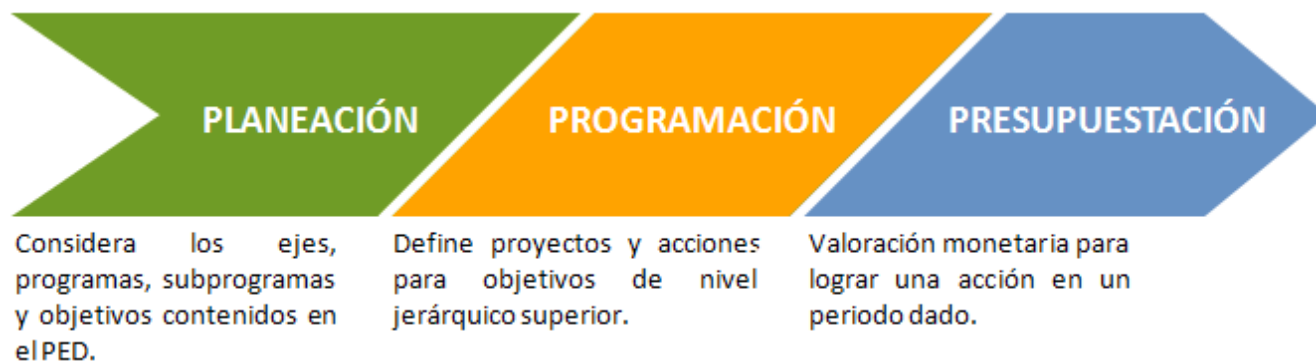 PLANEACIÓN
PROGRAMACIÓN
PRESUPUESTACIÓN
Considera los ejes,
programas, subprogramas
y objetivos contenidos en
el PED.
Define proyectos y acciones
para objetivos de nivel
jerárquico superior.
Valoración monetaria para
lograr una acción en un
periodo dado.